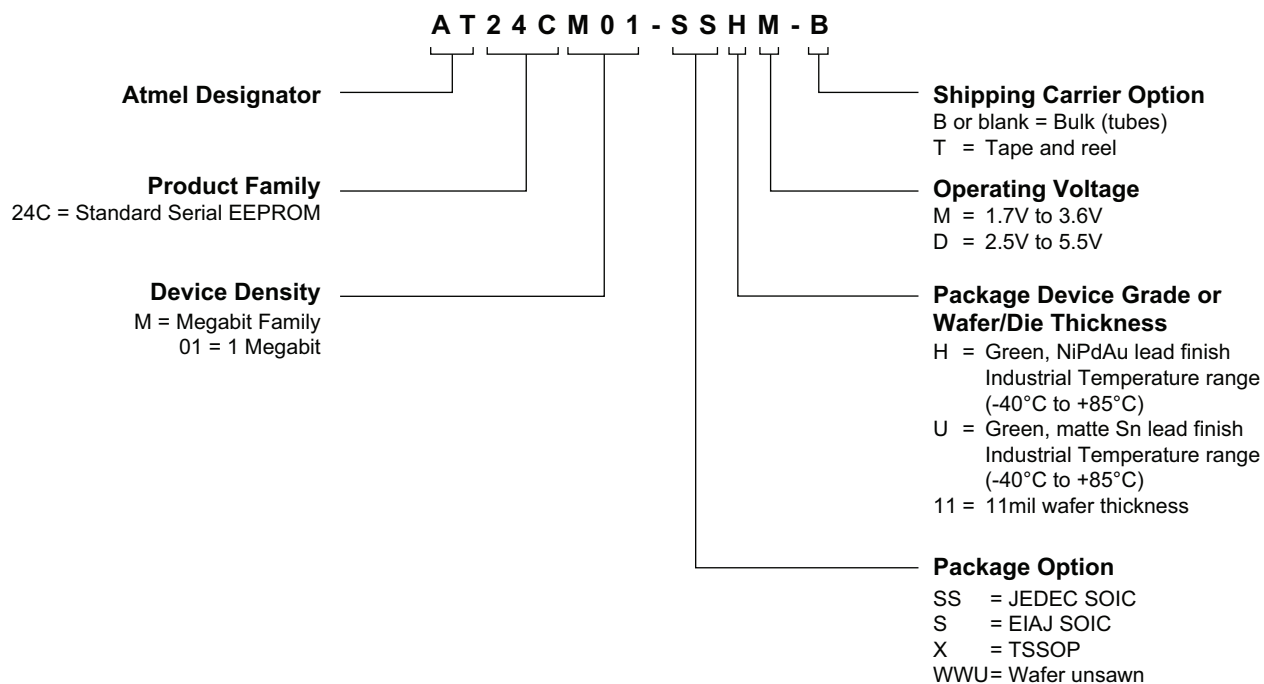 AT24CM01-SSHM-B
Atmel Designator
Product Family
24C = Standard Serial EEPROM
Device Density
M = Megabit Family
01 = 1 Megabit
Shipping Carrier Option
B or blank = Bulk (tubes)
T = Tape and reel
Operating Voltage
M = 1.7V to 3.6V
D = 2.5V to 5.5V
Package Device Grade or
Wafer/Die Thickness
H = Green, NiPdAu lead finish
Industrial Temperature range
(-40°C to +85°C)
U = Green, matte Sn lead finish
Industrial Temperature range
(-40°C to +85°C)
11 = 11mil wafer thickness
Package Option
SS = JEDEC SOIC
S = EIAJ SOIC
X = TSSOP
WWU= Wafer unsawn